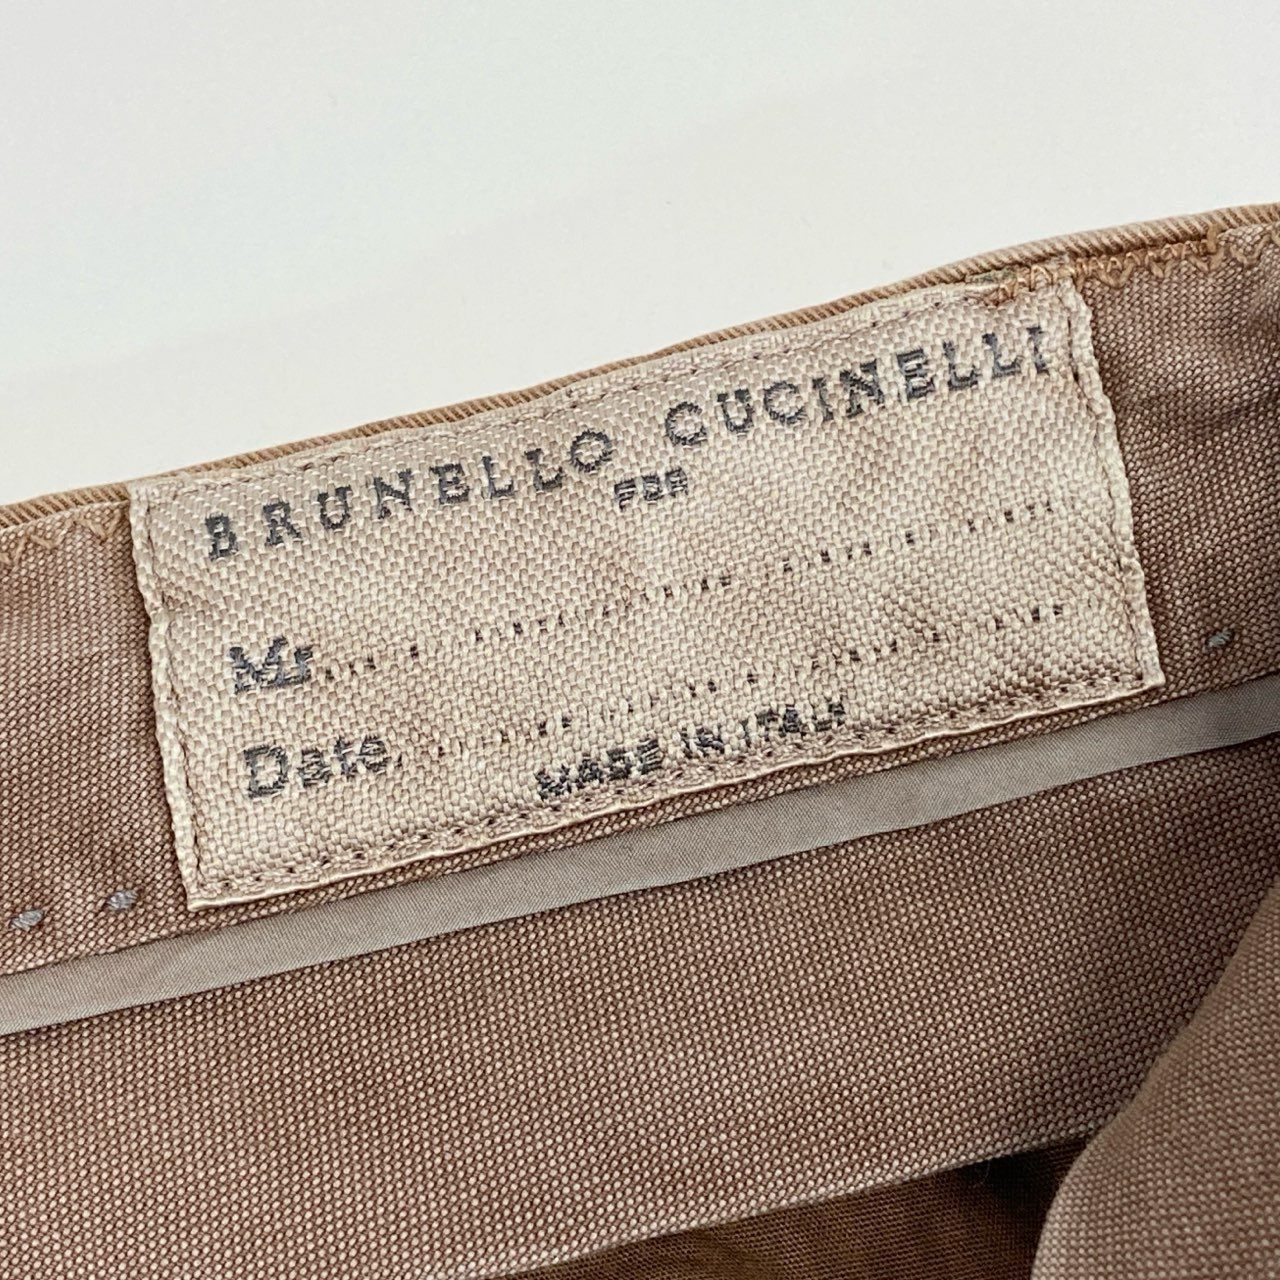 BRUNELLO CUCINELLI
FOR
Mr.
Date.
MADE IN ITALY